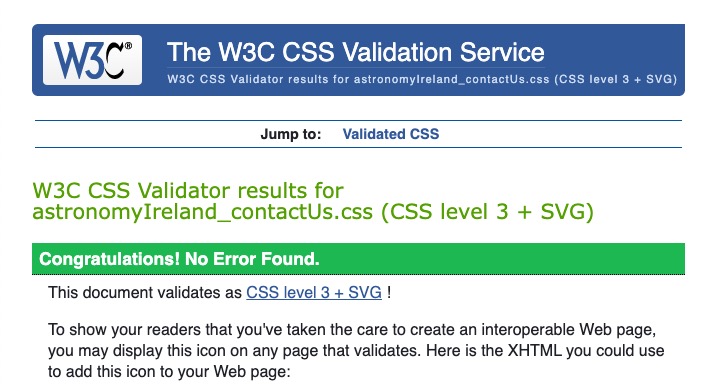 W3C®
The W3C CSS Validation Service
W3C CSS Validator results for astronomyIreland_contactUs.css (CSS level 3 + SVG)
Jump to: Validated CSS
W3C CSS Validator results for
astronomyIreland_contactUs.css (CSS level 3 + SVG)
Congratulations! No Error Found.
This document validates as CSS level 3 + SVG !
To show your readers that you've taken the care to create an interoperable Web page,
you may display this icon on any page that validates. Here is the XHTML you could use
to add this icon to your Web page: